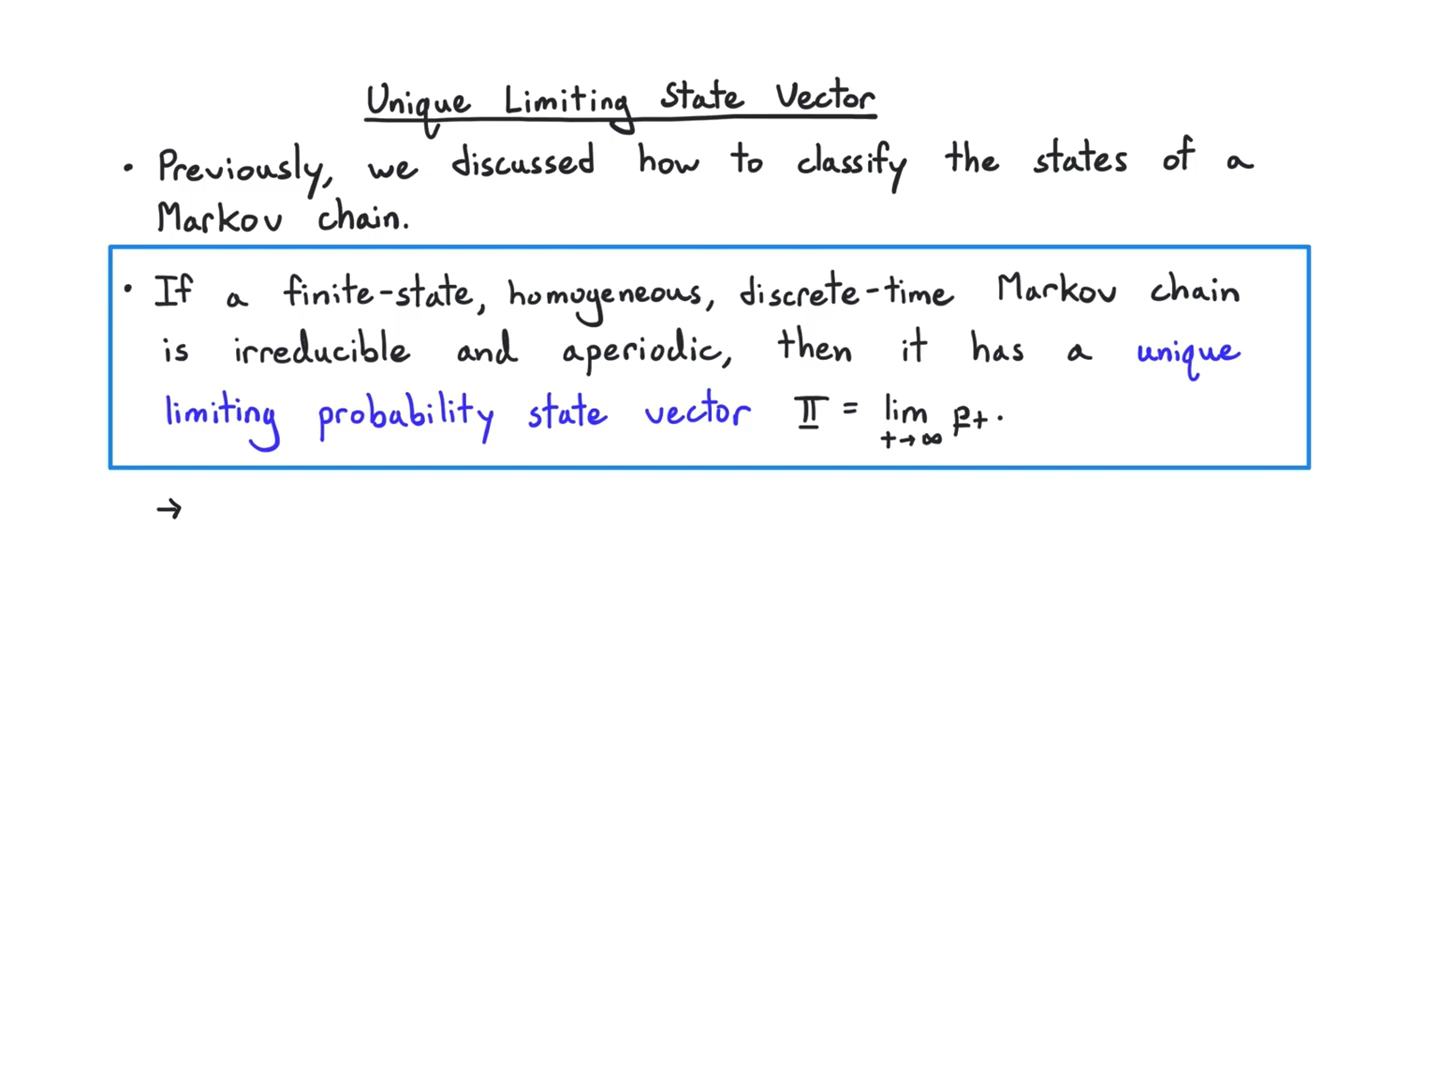 Unique Limiting State Vector
• Previously, we discussed how to classify the states of a
Markov chain.
• If a finite-state, homogeneous, discrete-time Markov chain
is irreducible and aperiodic, then it has a unique
limiting probability state vector π = lim p_t.
t→∞
→